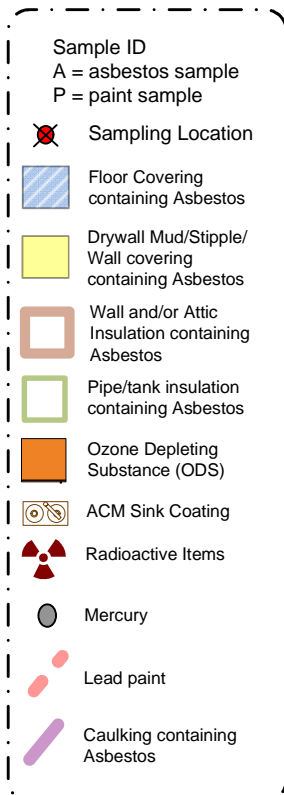 Sample ID
A = asbestos sample
P = paint sample
Sampling Location
Floor Covering
containing Asbestos
Drywall Mud/Stipple/
Wall covering
containing Asbestos
Wall and/or Attic
Insulation containing
Asbestos
Pipe/tank insulation
containing Asbestos
Ozone Depleting
Substance (ODS)
ACM Sink Coating
Radioactive Items
Mercury
Lead paint
Caulking containing
Asbestos